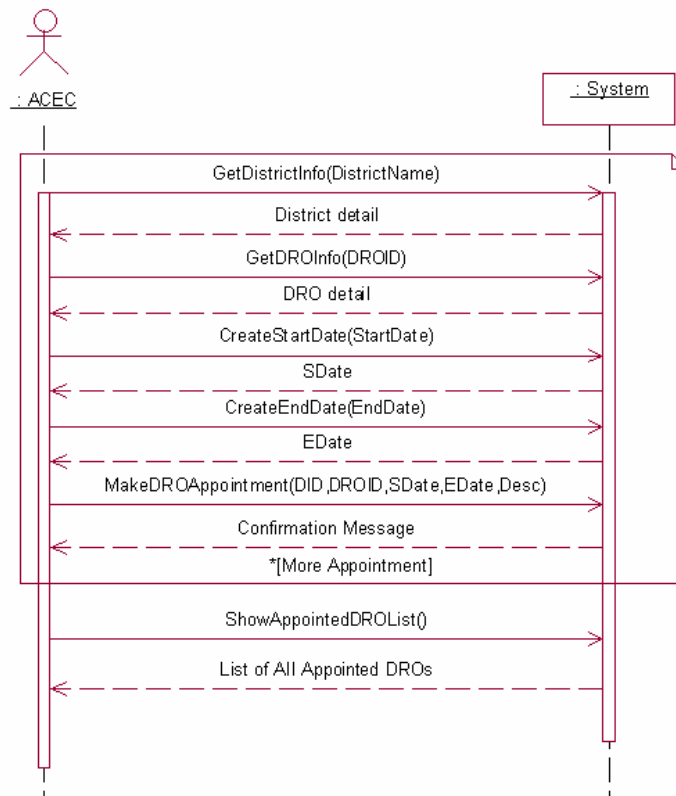 : ACEC
: System
GetDistrictInfo(DistrictName)
District detail
GetDROInfo(DROID)
DRO detail
CreateStartDate(StartDate)
SDate
CreateEndDate(EndDate)
EDate
MakeDROAppointment(DID,DROID,SDate,EDate,Desc)
Confirmation Message
*[More Appointment]
ShowAppointedDROList()
List of All Appointed DROs